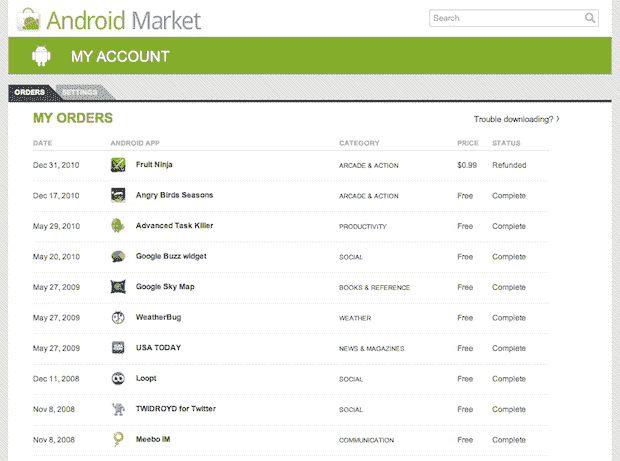 Android Market
Search
MY ACCOUNT
ORDERS SETTINGS
MY ORDERS Trouble downloading? ›
DATE ANDROID APP CATEGORY PRICE STATUS
Dec 31, 2010 Fruit Ninja ARCADE & ACTION $0.99 Refunded
Dec 17, 2010 Angry Birds Seasons ARCADE & ACTION Free Complete
May 29, 2010 Advanced Task Killer PRODUCTIVITY Free Complete
May 20, 2010 Google Buzz widget SOCIAL Free Complete
May 27, 2009 Google Sky Map BOOKS & REFERENCE Free Complete
May 27, 2009 WeatherBug WEATHER Free Complete
May 27, 2009 USA TODAY NEWS & MAGAZINES Free Complete
Dec 11, 2008 Loopt SOCIAL Free Complete
Nov 8, 2008 TWIDROYD for Twitter SOCIAL Free Complete
Nov 8, 2008 Meebo IM COMMUNICATION Free Complete